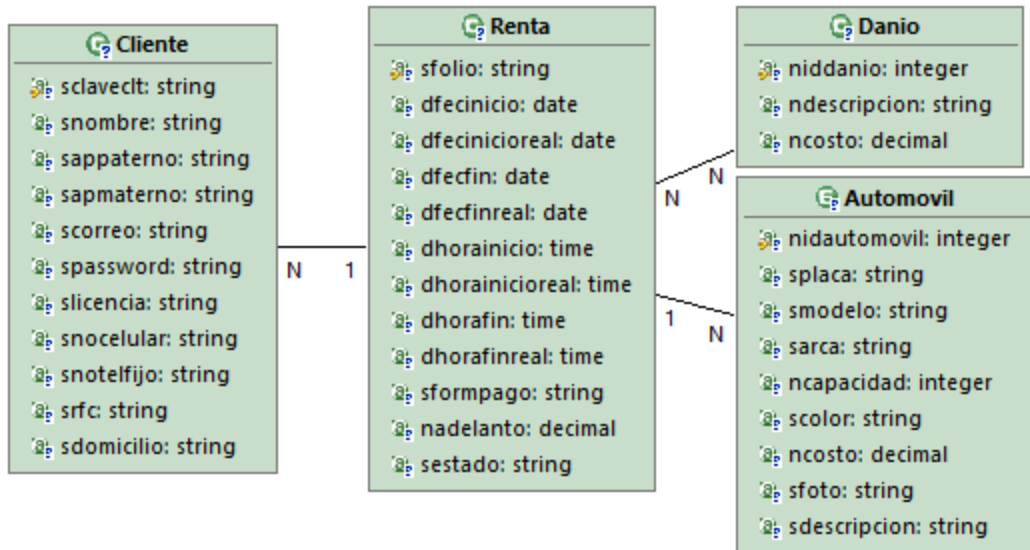 Cliente
sclaveclt: string
snombre: string
sappaterno: string
sapmaterno: string
scorreo: string
spassword: string
slicencia: string
snocelular: string
snotelfijo: string
srfc: string
sdomicilio: string
N 1
Renta
sfolio: string
dfecinicio: date
dfecinicioreal: date
dfecfin: date
dfecfinreal: date
dhorainicio: time
dhorainicioreal: time
dhorafin: time
dhorafinreal: time
sformpago: string
nadelanto: decimal
sestado: string
N N
1 N
Danio
niddanio: integer
ndescripcion: string
ncosto: decimal
Automovil
nidautomovil: integer
splaca: string
smodelo: string
sarca: string
ncapacidad: integer
scolor: string
ncosto: decimal
sfoto: string
sdescripcion: string